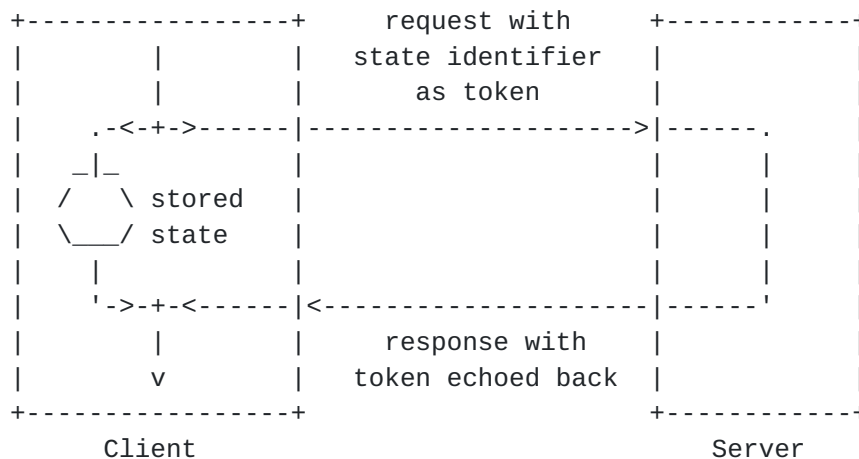 request with
state identifier
as token
stored
state
response with
token echoed back
Client Server